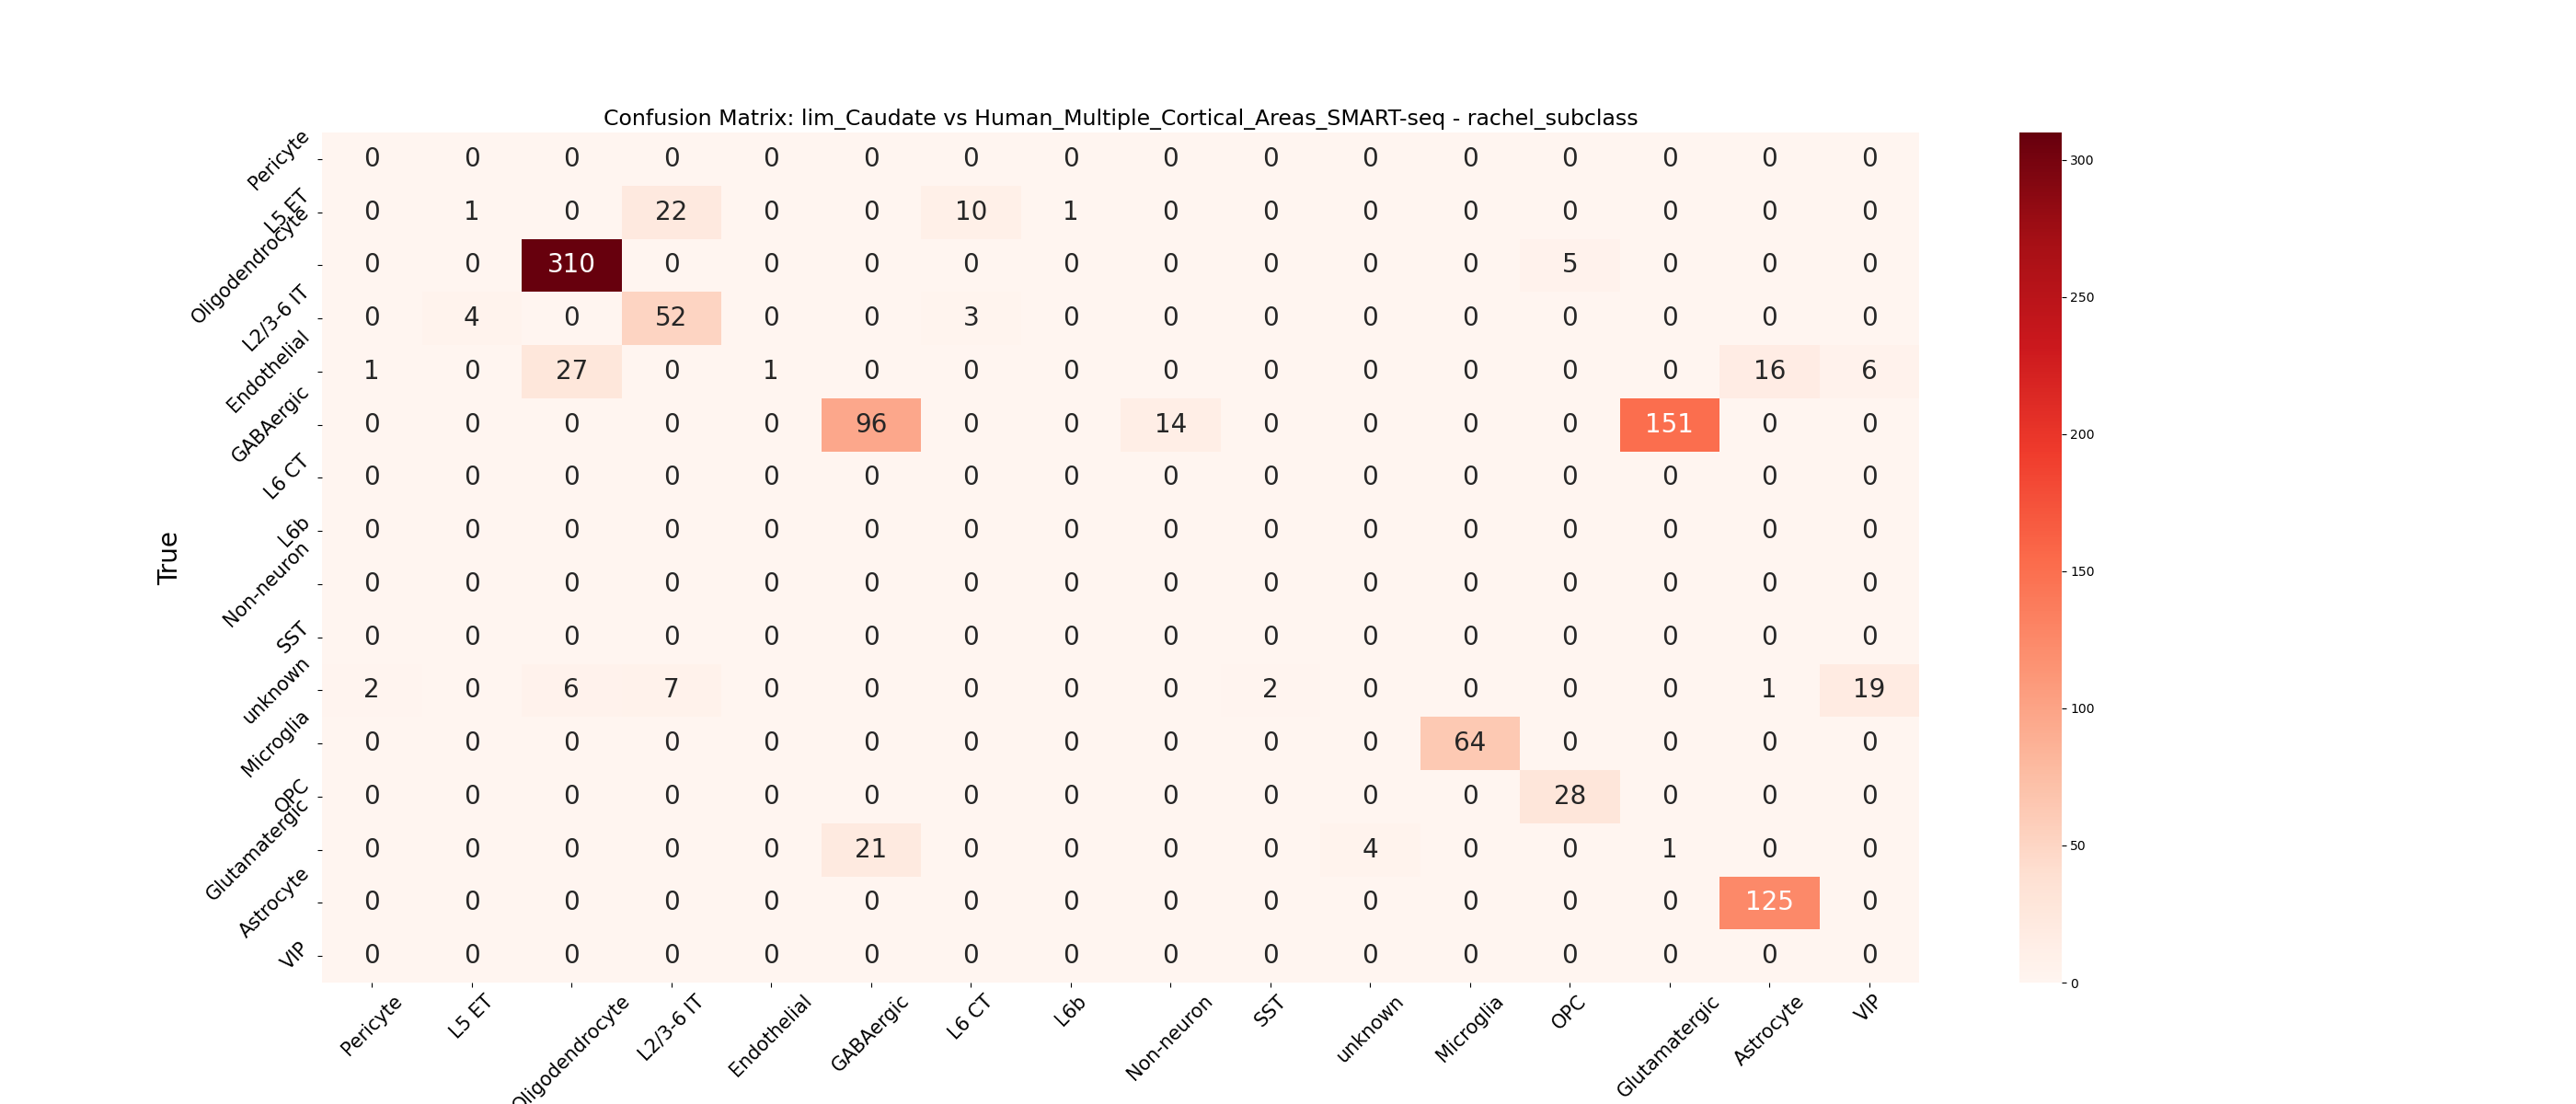 Confusion Matrix: lim_Caudate vs Human_Multiple_Cortical_Areas_SMART-seq - rachel_subclass
True
Pericyte 0 0 0 0 0 0 0 0 0 0 0 0 0 0 0 0
L5 ET 0 1 0 22 0 0 10 1 0 0 0 0 0 0 0 0
Oligodendrocyte 0 0 310 0 0 0 0 0 0 0 0 0 5 0 0 0
L2/3-6 IT 0 4 0 52 0 0 3 0 0 0 0 0 0 0 0 0
Endothelial 1 0 27 0 1 0 0 0 0 0 0 0 0 0 16 6
GABAergic 0 0 0 0 0 96 0 0 14 0 0 0 0 151 0 0
L6 CT 0 0 0 0 0 0 0 0 0 0 0 0 0 0 0 0
L6b 0 0 0 0 0 0 0 0 0 0 0 0 0 0 0 0
Non-neuron 0 0 0 0 0 0 0 0 0 0 0 0 0 0 0 0
SST 0 0 0 0 0 0 0 0 0 0 0 0 0 0 0 0
unknown 2 0 6 7 0 0 0 0 0 2 0 0 0 0 1 19
Microglia 0 0 0 0 0 0 0 0 0 0 0 64 0 0 0 0
OPC 0 0 0 0 0 0 0 0 0 0 0 0 28 0 0 0
Glutamatergic 0 0 0 0 0 21 0 0 0 0 4 0 0 1 0 0
Astrocyte 0 0 0 0 0 0 0 0 0 0 0 0 0 0 125 0
VIP 0 0 0 0 0 0 0 0 0 0 0 0 0 0 0 0
Pericyte L5 ET Oligodendrocyte L2/3-6 IT Endothelial GABAergic L6 CT L6b Non-neuron SST unknown Microglia OPC Glutamatergic Astrocyte VIP
300
250
200
150
100
50
0